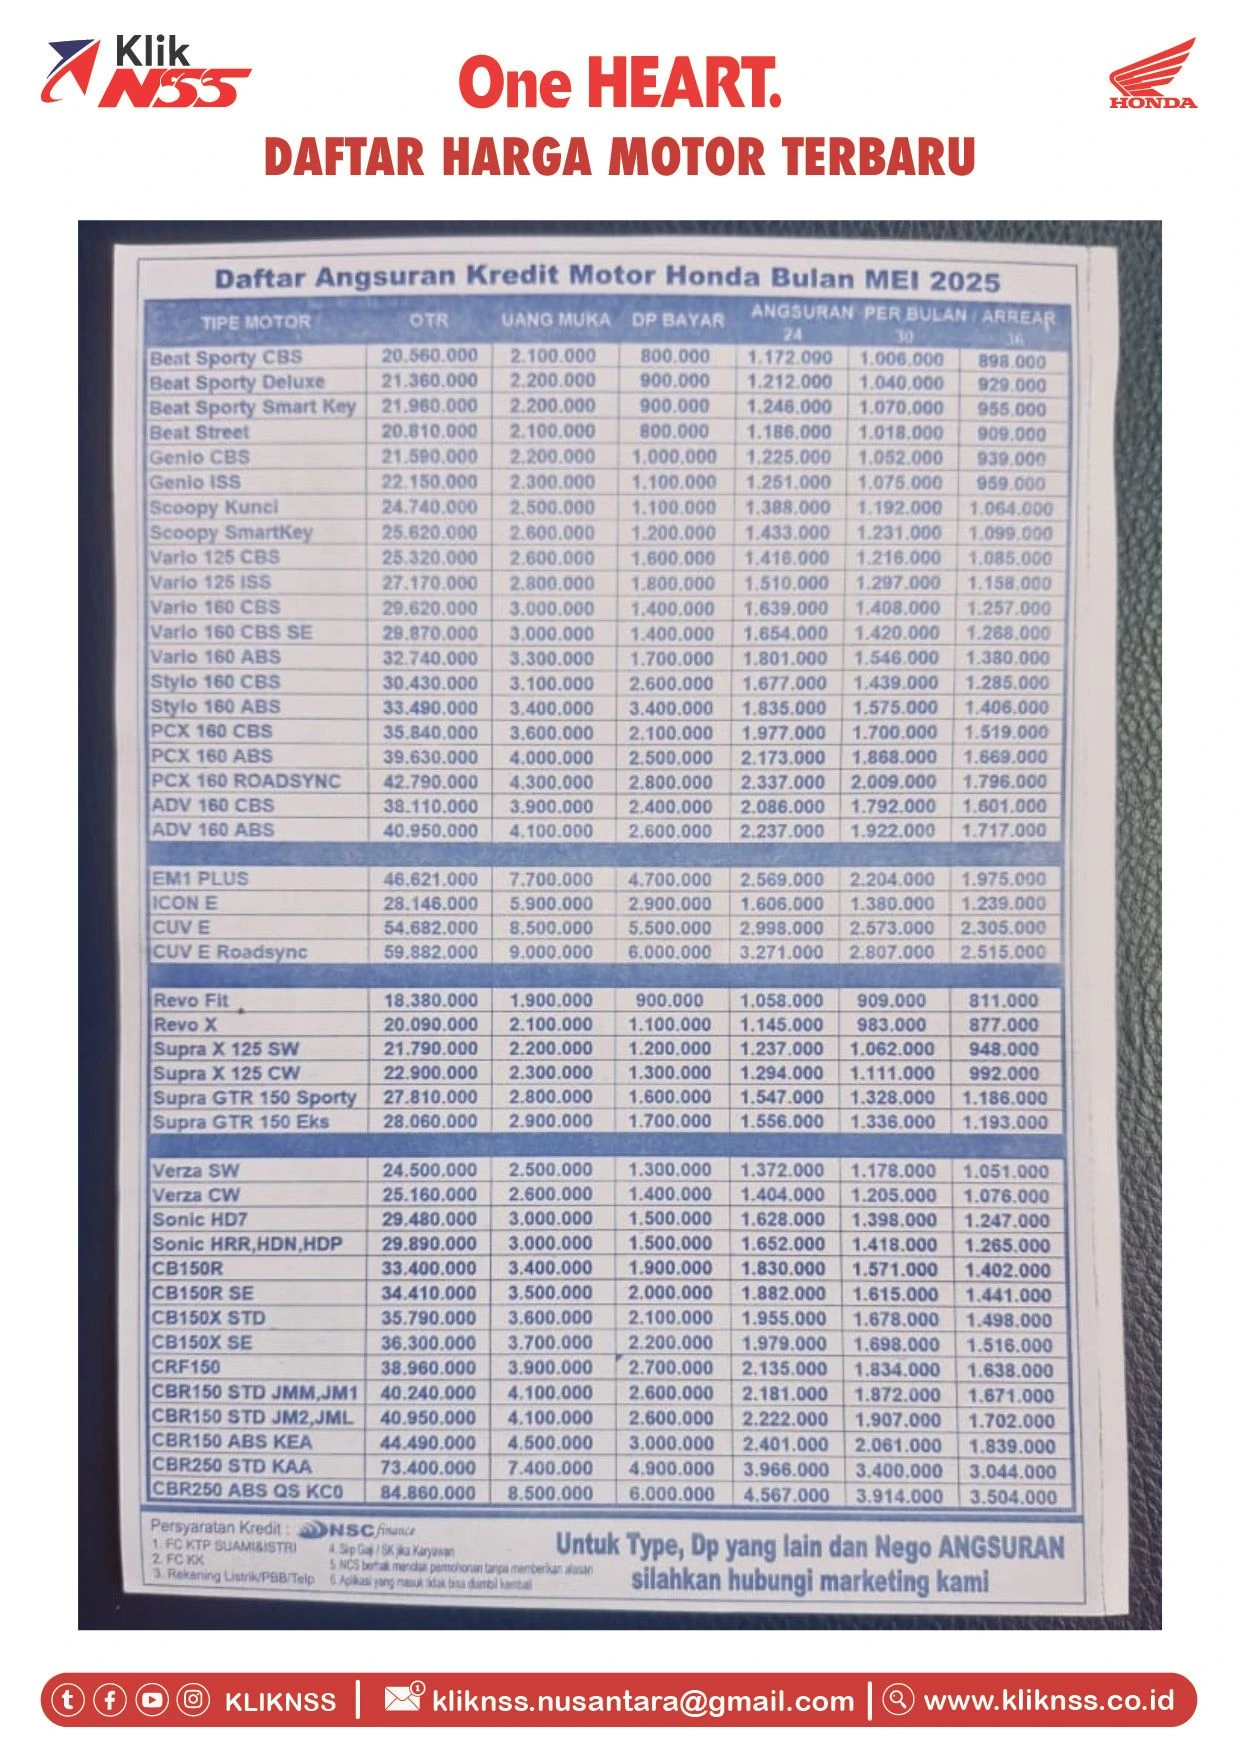 Klik
NSS
One HEART.
HONDA
DAFTAR HARGA MOTOR TERBARU
Daftar Angsuran Kredit Motor Honda Bulan MEI 2025
TIPE MOTOR OTR UANG MUKA DP BAYAR ANGSURAN PER BULAN / ARREAR
24 30 36
Beat Sporty CBS 20.560.000 2.100.000 800.000 1.172.000 1.006.000 898.000
Beat Sporty Deluxe 21.360.000 2.200.000 900.000 1.212.000 1.040.000 929.000
Beat Sporty Smart Key 21.960.000 2.200.000 900.000 1.246.000 1.070.000 955.000
Beat Street 20.810.000 2.100.000 800.000 1.186.000 1.018.000 909.000
Genio CBS 21.590.000 2.200.000 1.000.000 1.225.000 1.052.000 939.000
Genio ISS 22.150.000 2.300.000 1.100.000 1.251.000 1.075.000 959.000
Scoopy Kunci 24.740.000 2.500.000 1.100.000 1.388.000 1.192.000 1.064.000
Scoopy SmartKey 25.620.000 2.600.000 1.200.000 1.433.000 1.231.000 1.099.000
Vario 125 CBS 25.320.000 2.600.000 1.600.000 1.416.000 1.216.000 1.085.000
Vario 125 ISS 27.170.000 2.800.000 1.800.000 1.510.000 1.297.000 1.158.000
Vario 160 CBS 29.620.000 3.000.000 1.400.000 1.639.000 1.408.000 1.257.000
Vario 160 CBS SE 29.870.000 3.000.000 1.400.000 1.654.000 1.420.000 1.268.000
Vario 160 ABS 32.740.000 3.300.000 1.700.000 1.801.000 1.546.000 1.380.000
Stylo 160 CBS 30.430.000 3.100.000 2.600.000 1.677.000 1.439.000 1.285.000
Stylo 160 ABS 33.490.000 3.400.000 3.400.000 1.835.000 1.575.000 1.406.000
PCX 160 CBS 35.840.000 3.600.000 2.100.000 1.977.000 1.700.000 1.519.000
PCX 160 ABS 39.630.000 4.000.000 2.500.000 2.173.000 1.868.000 1.669.000
PCX 160 ROADSYNC 42.790.000 4.300.000 2.800.000 2.337.000 2.009.000 1.796.000
ADV 160 CBS 38.110.000 3.900.000 2.400.000 2.086.000 1.792.000 1.601.000
ADV 160 ABS 40.950.000 4.100.000 2.600.000 2.237.000 1.922.000 1.717.000
EM1 PLUS 46.621.000 7.700.000 4.700.000 2.569.000 2.204.000 1.975.000
ICON E 28.146.000 5.900.000 2.900.000 1.606.000 1.380.000 1.239.000
CUV E 54.682.000 8.500.000 5.500.000 2.998.000 2.573.000 2.305.000
CUV E Roadsync 59.882.000 9.000.000 6.000.000 3.271.000 2.807.000 2.515.000
Revo Fit 18.380.000 1.900.000 900.000 1.058.000 909.000 811.000
Revo X 20.090.000 2.100.000 1.100.000 1.145.000 983.000 877.000
Supra X 125 SW 21.790.000 2.200.000 1.200.000 1.237.000 1.062.000 948.000
Supra X 125 CW 22.900.000 2.300.000 1.300.000 1.294.000 1.111.000 992.000
Supra GTR 150 Sporty 27.810.000 2.800.000 1.600.000 1.547.000 1.328.000 1.186.000
Supra GTR 150 Eks 28.060.000 2.900.000 1.700.000 1.556.000 1.336.000 1.193.000
Verza SW 24.500.000 2.500.000 1.300.000 1.372.000 1.178.000 1.051.000
Verza CW 25.160.000 2.600.000 1.400.000 1.404.000 1.205.000 1.076.000
Sonic HD7 29.480.000 3.000.000 1.500.000 1.628.000 1.398.000 1.247.000
Sonic HRR,HDN,HDP 29.890.000 3.000.000 1.500.000 1.652.000 1.418.000 1.265.000
CB150R 33.400.000 3.400.000 1.900.000 1.830.000 1.571.000 1.402.000
CB150R SE 34.410.000 3.500.000 2.000.000 1.882.000 1.615.000 1.441.000
CB150X STD 35.790.000 3.600.000 2.100.000 1.955.000 1.678.000 1.498.000
CB150X SE 36.300.000 3.700.000 2.200.000 1.979.000 1.698.000 1.516.000
CRF150 38.960.000 3.900.000 2.700.000 2.135.000 1.834.000 1.638.000
CBR150 STD JMM,JM1 40.240.000 4.100.000 2.600.000 2.181.000 1.872.000 1.671.000
CBR150 STD JM2,JML 40.950.000 4.100.000 2.600.000 2.222.000 1.907.000 1.702.000
CBR150 ABS KEA 44.490.000 4.500.000 3.000.000 2.401.000 2.061.000 1.839.000
CBR250 STD KAA 73.400.000 7.400.000 4.900.000 3.966.000 3.400.000 3.044.000
CBR250 ABS QS KC0 84.860.000 8.500.000 6.000.000 4.567.000 3.914.000 3.504.000
Persyaratan Kredit : NSC finance
1. FC KTP SUAMI&ISTRI
2. FC KK
3. Rekening Listrik/PBB/Telp
4. Slip Gaji / SK jika Karyawan
5. NCS berhak menolak permohonan tanpa memberikan alasan
6. Aplikasi yang masuk tidak bisa diambil kembali
Untuk Type, Dp yang lain dan Nego ANGSURAN
silahkan hubungi marketing kami
KLIKNSS | kliknss.nusantara@gmail.com | www.kliknss.co.id